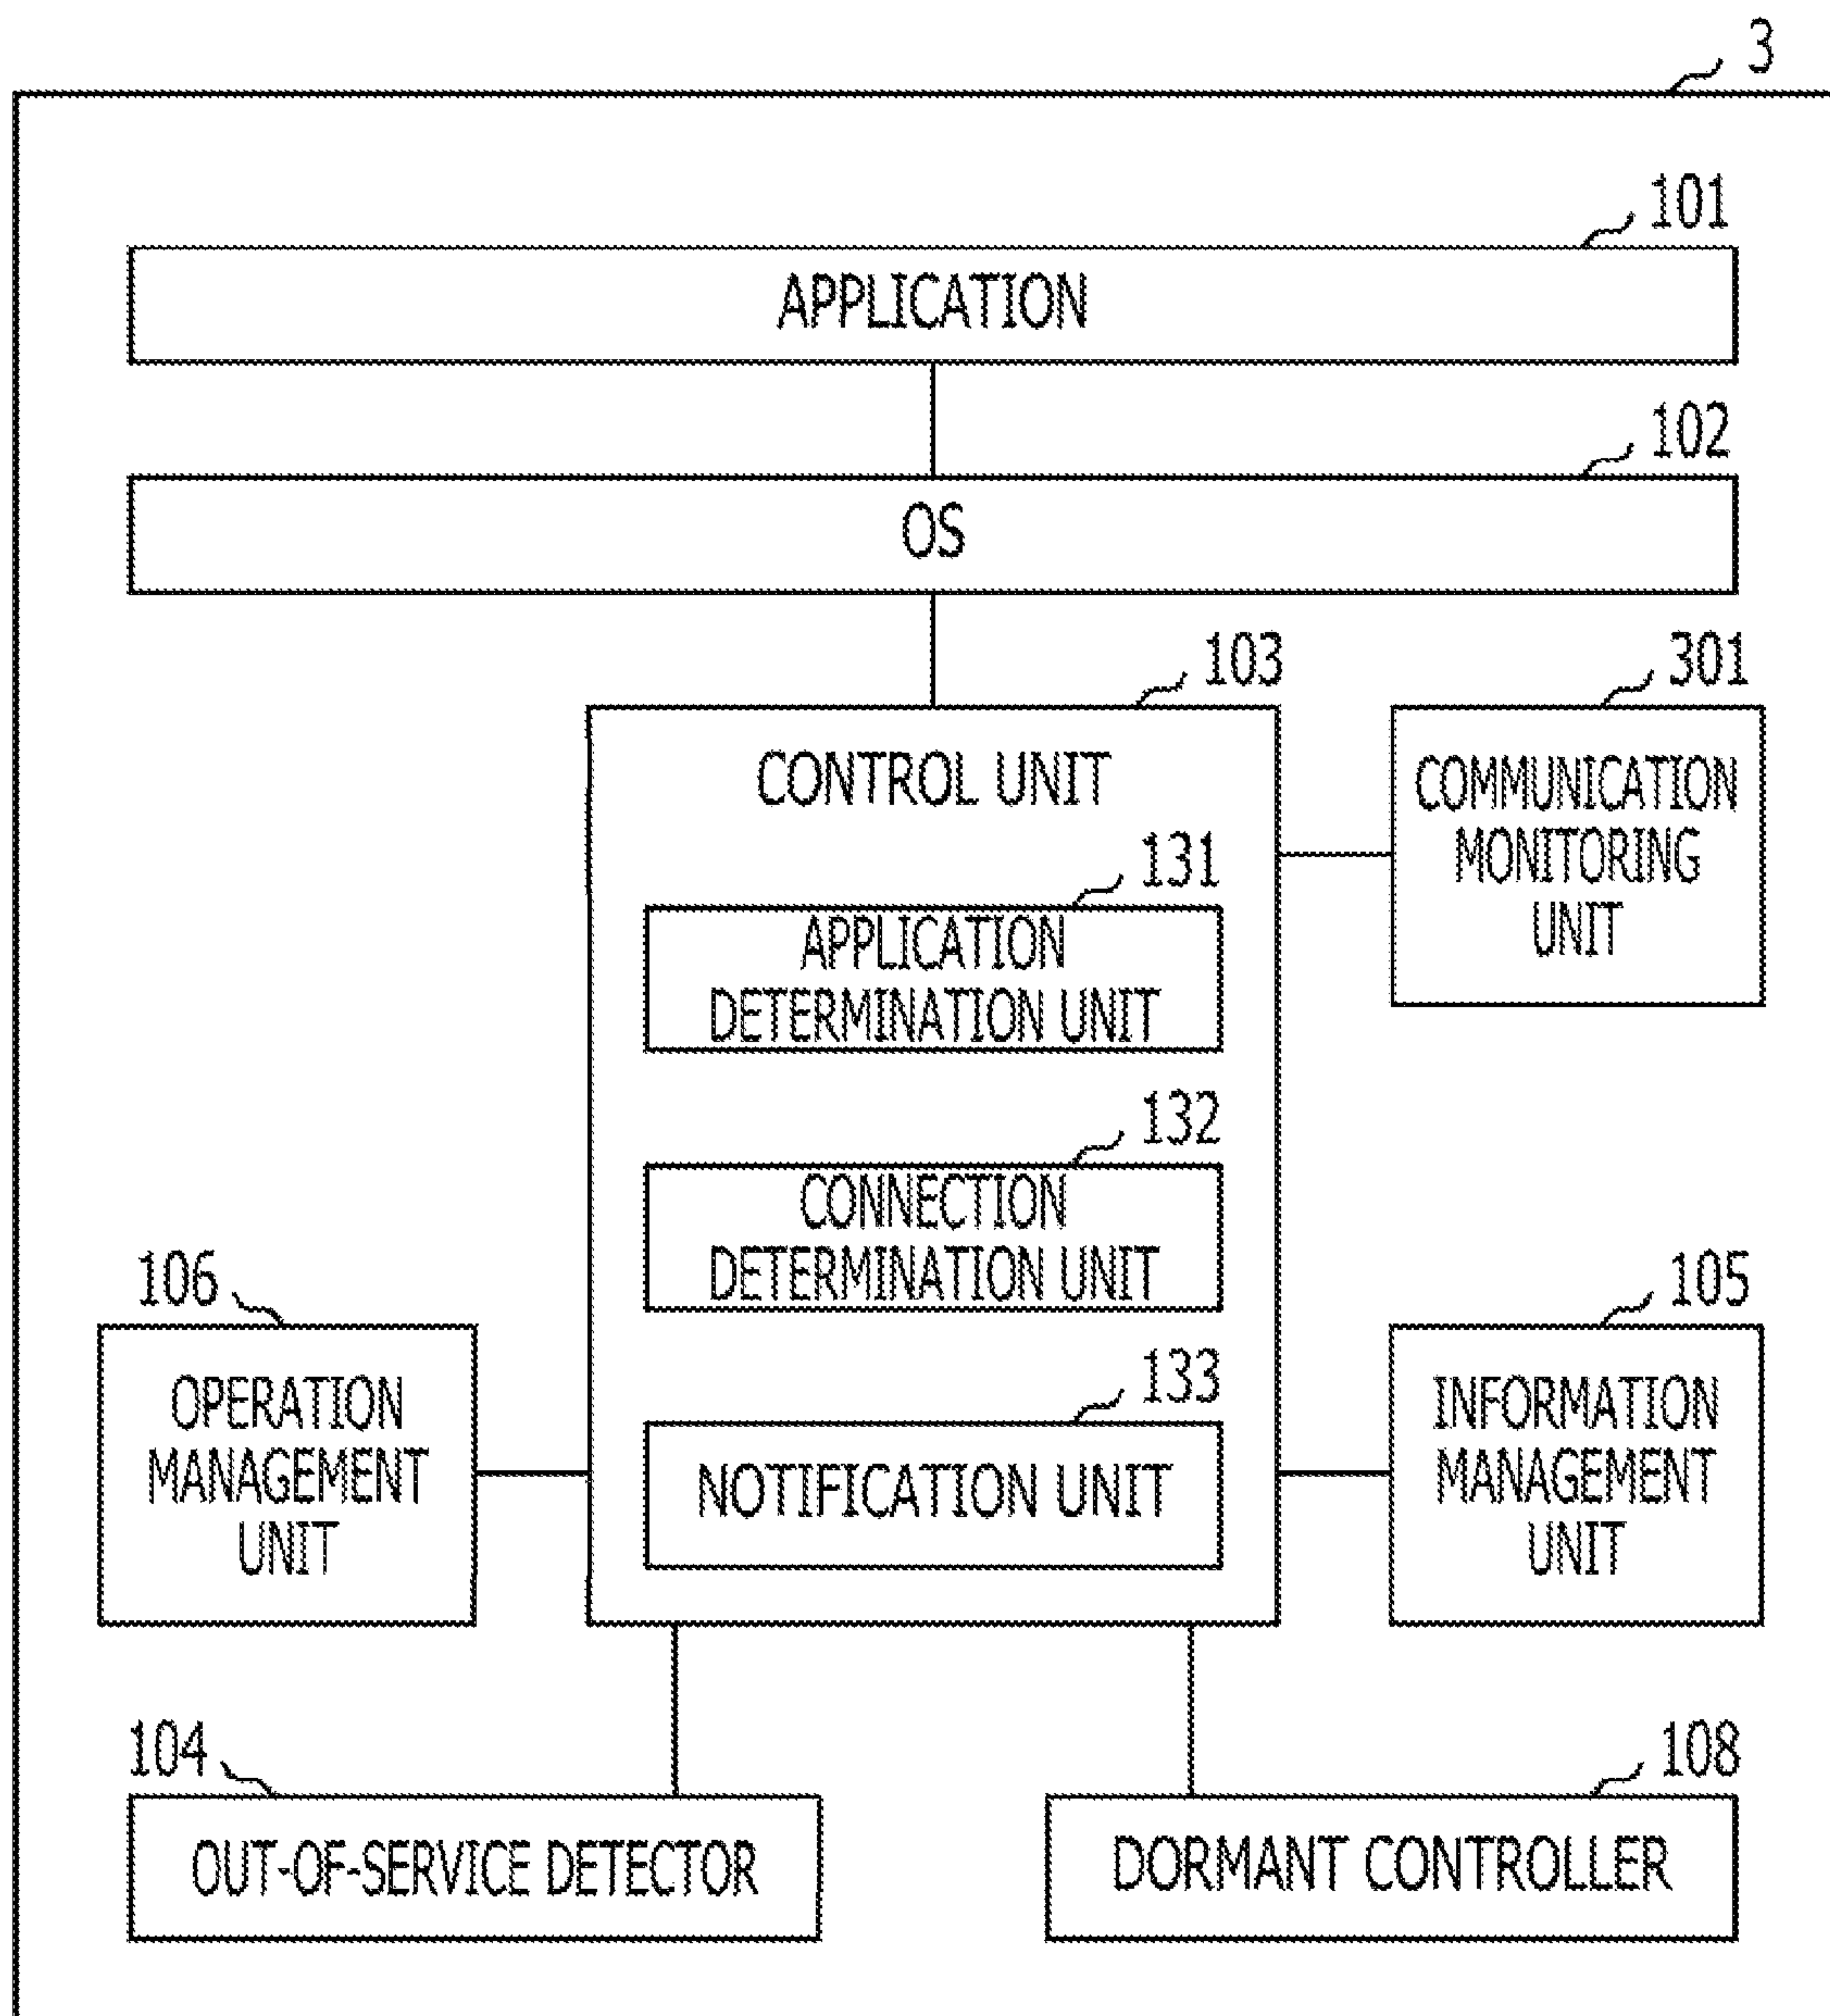 3
101
APPLICATION
102
OS
103
301
CONTROL UNIT
COMMUNICATION
MONITORING
UNIT
131
APPLICATION
DETERMINATION UNIT
132
CONNECTION
DETERMINATION UNIT
106
105
OPERATION
MANAGEMENT
UNIT
133
NOTIFICATION UNIT
INFORMATION
MANAGEMENT
UNIT
104
108
OUT-OF-SERVICE DETECTOR
DORMANT CONTROLLER